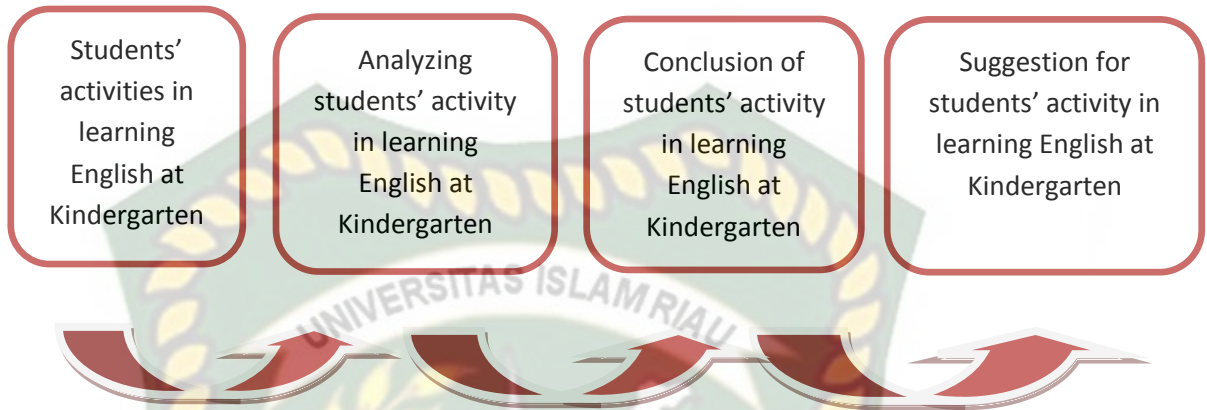 Students’
activities in
learning
English at
Kindergarten
Analyzing
students’ activity
in learning
English at
Kindergarten
Conclusion of
students’ activity
in learning
English at
Kindergarten
Suggestion for
students’ activity in
learning English at
Kindergarten
UNIVERSITAS ISLAM RIAU